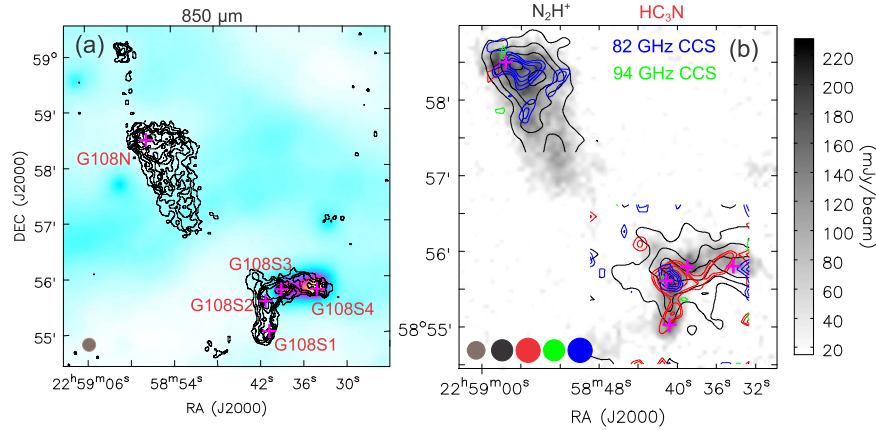 850 μm
(a)
59°
59'
58'
57'
56'
55'
DEC (J2000)
G108N
G108S3
G108S2
G108S4
G108S1
22ʰ59ᵐ06ˢ 58ᵐ54ˢ 42ˢ 30ˢ
RA (J2000)
N₂H⁺ HC₃N
(b)
82 GHz CCS
94 GHz CCS
58'
57'
56'
58°55'
22ʰ59ᵐ00ˢ 58ᵐ48ˢ 40ˢ 32ˢ
RA (J2000)
220
200
180
160
140
120
100
80
60
40
20
(mJy/beam)